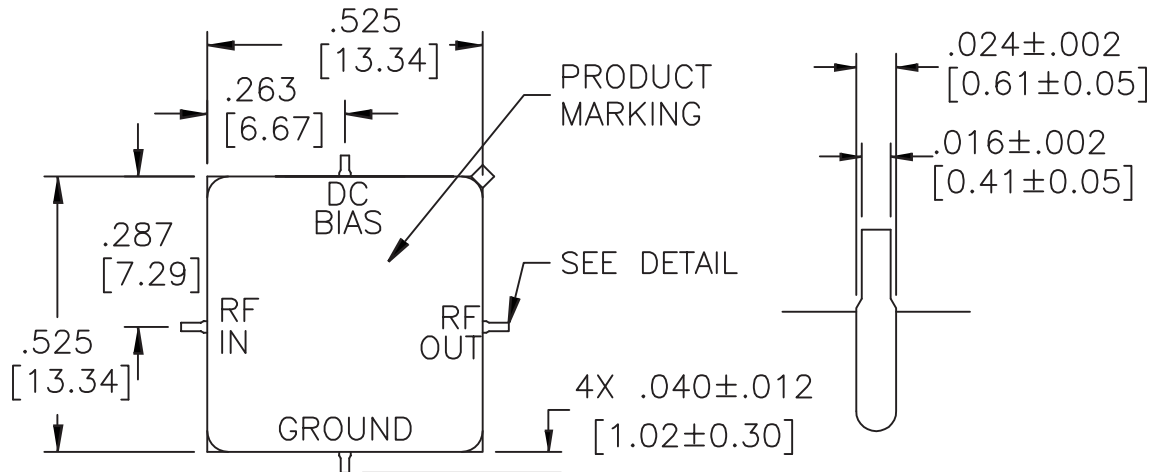 .525
[13.34]
.263
[6.67]
PRODUCT
MARKING
.024±.002
[0.61±0.05]
.016±.002
[0.41±0.05]
DC
BIAS
.287
[7.29]
SEE DETAIL
RF
IN
RF
OUT
.525
[13.34]
4X .040±.012
[1.02±0.30]
GROUND